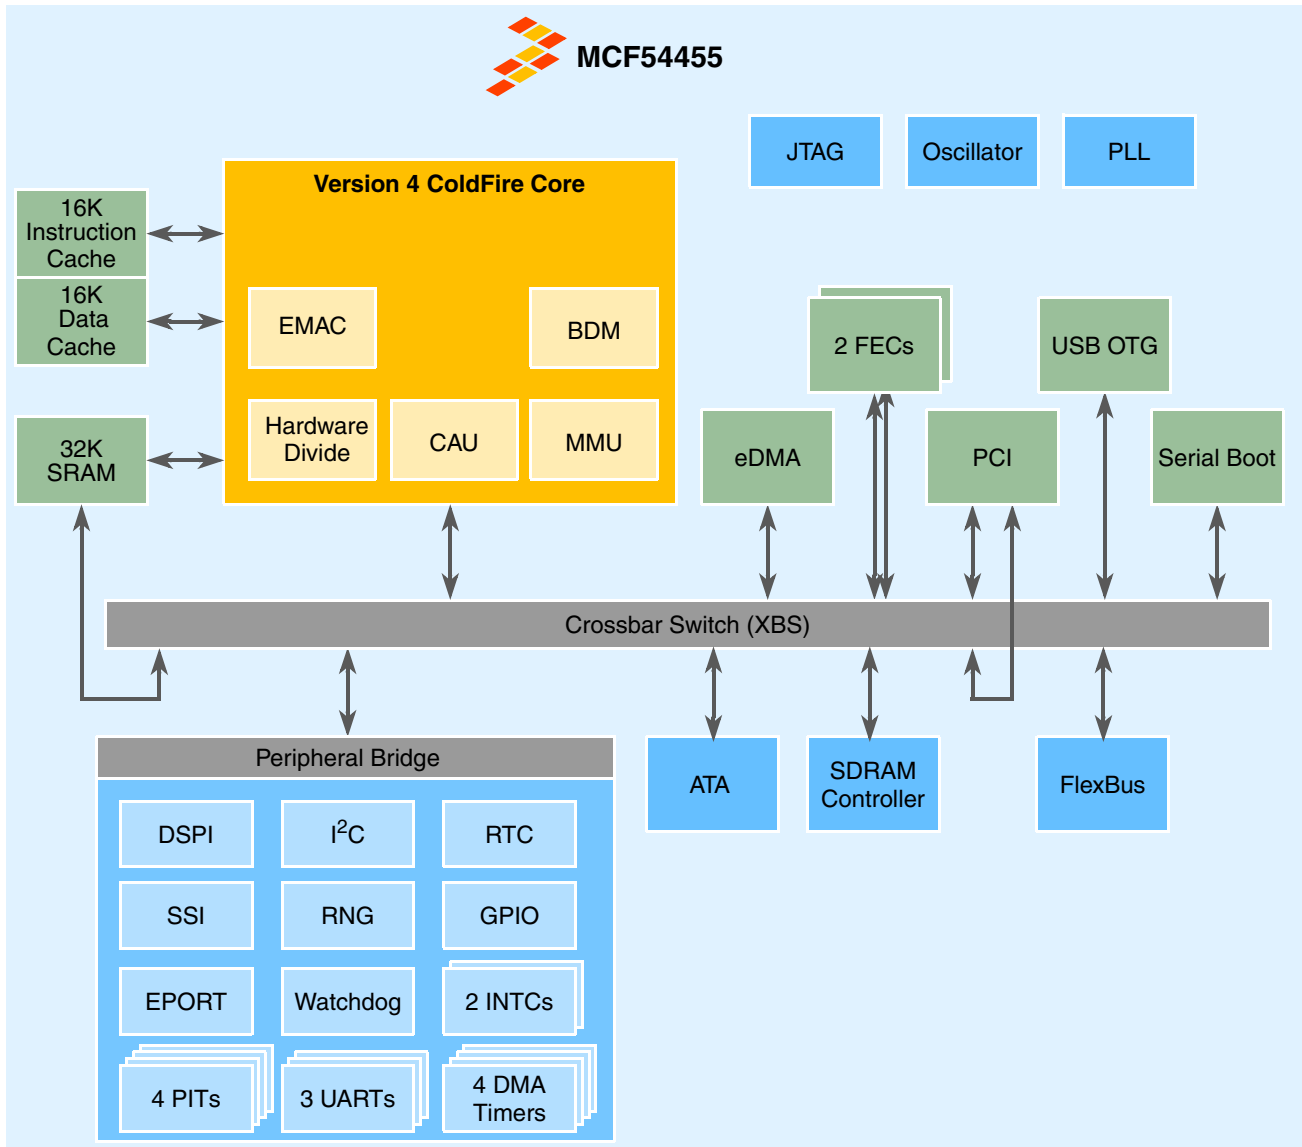 MCF54455
JTAG
Oscillator
PLL
Version 4 ColdFire Core
16K
Instruction
Cache
16K
Data
Cache
EMAC
BDM
2 FECs
USB OTG
32K
SRAM
Hardware
Divide
CAU
MMU
eDMA
PCI
Serial Boot
Crossbar Switch (XBS)
Peripheral Bridge
ATA
SDRAM
Controller
FlexBus
DSPI
I²C
RTC
SSI
RNG
GPIO
EPORT
Watchdog
2 INTCs
4 PITs
3 UARTs
4 DMA
Timers